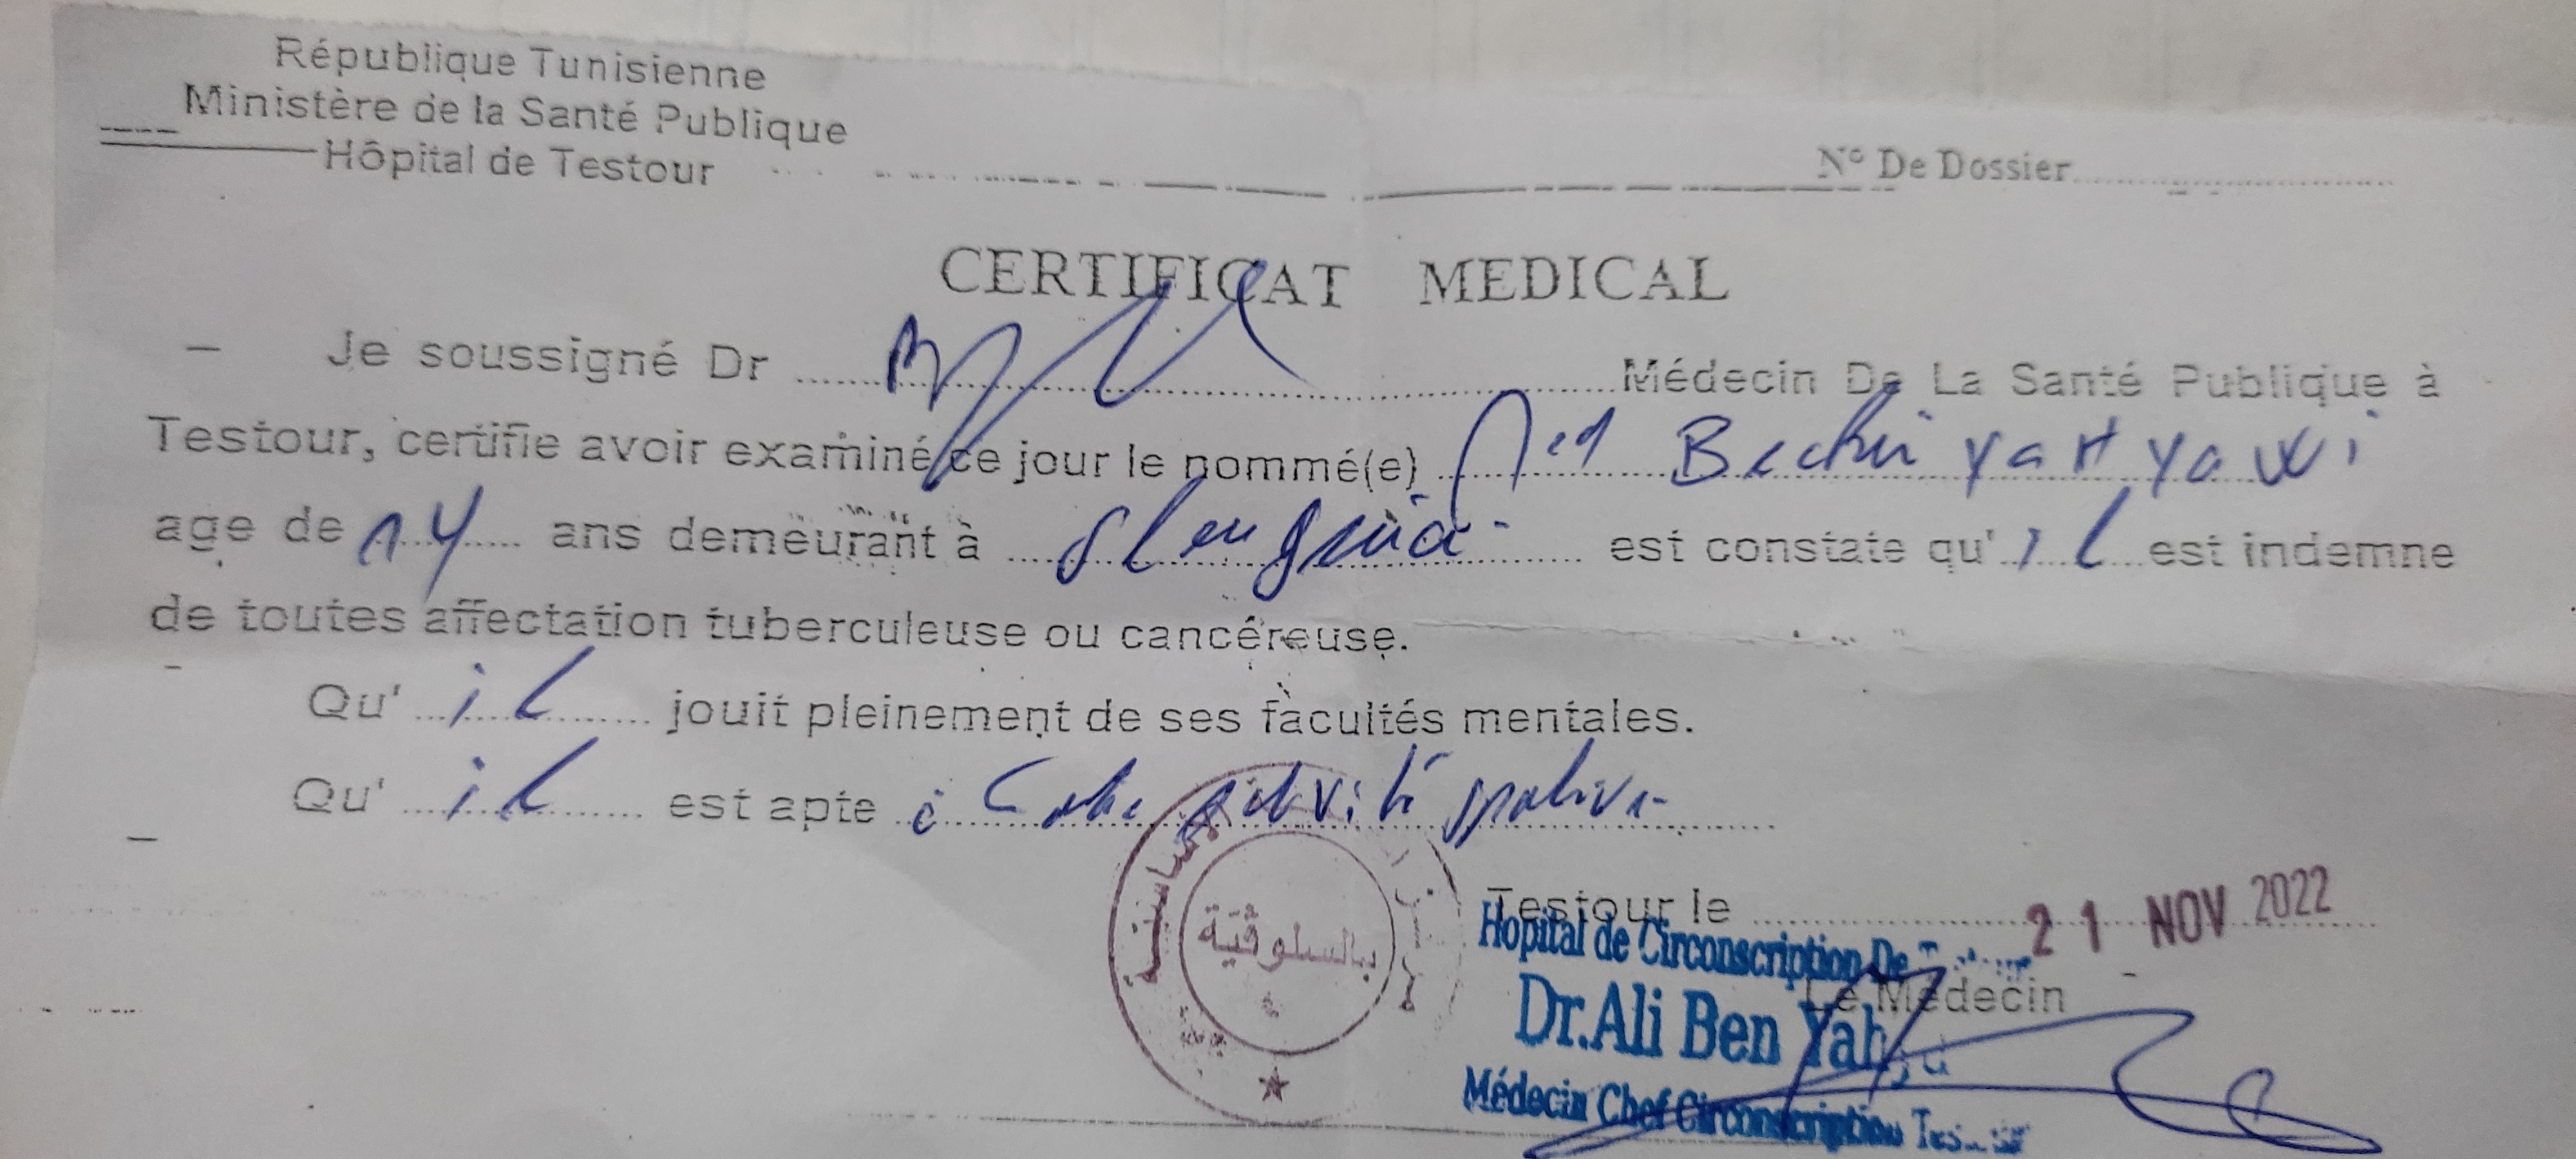 République Tunisienne
Ministère de la Santé Publique
Hôpital de Testour
N° De Dossier
CERTIFICAT MEDICAL
Je soussigné Dr Médecin De La Santé Publique à
Testour, certifie avoir examiné ce jour le nommé(e) Med Bechir Yahyaoui
age de 14 ans demeurant à est constate qu' il est indemne
de toutes affectation tuberculeuse ou cancéreuse.
Qu' il jouit pleinement de ses facultés mentales.
Qu' il est apte
بالسلوقية
Testour le 21 NOV 2022
Hopital de Circonscription De
Le Médecin
Dr.Ali Ben
Médecin Chef Circonscription